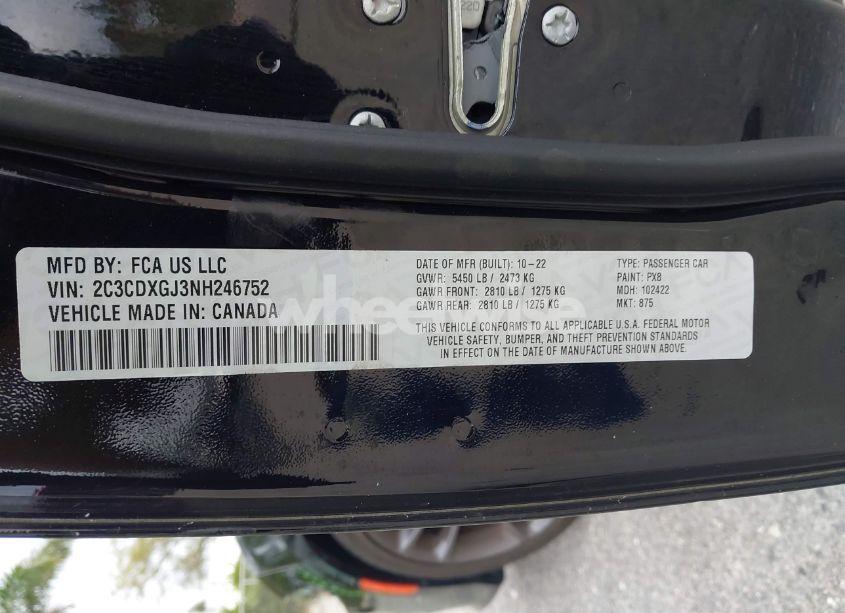 220
MFD BY: FCA US LLC
VIN: 2C3CDXGJ3NH246752
VEHICLE MADE IN: CANADA
DATE OF MFR (BUILT): 10-22
GVWR: 5450 LB / 2473 KG
GAWR FRONT: 2810 LB / 1275 KG
GAWR REAR: 2810 LB / 1275 KG
TYPE: PASSENGER CAR
PAINT: PX8
MDH: 102422
MKT: 875
THIS VEHICLE CONFORMS TO ALL APPLICABLE U.S.A. FEDERAL MOTOR
VEHICLE SAFETY, BUMPER, AND THEFT PREVENTION STANDARDS
IN EFFECT ON THE DATE OF MANUFACTURE SHOWN ABOVE.